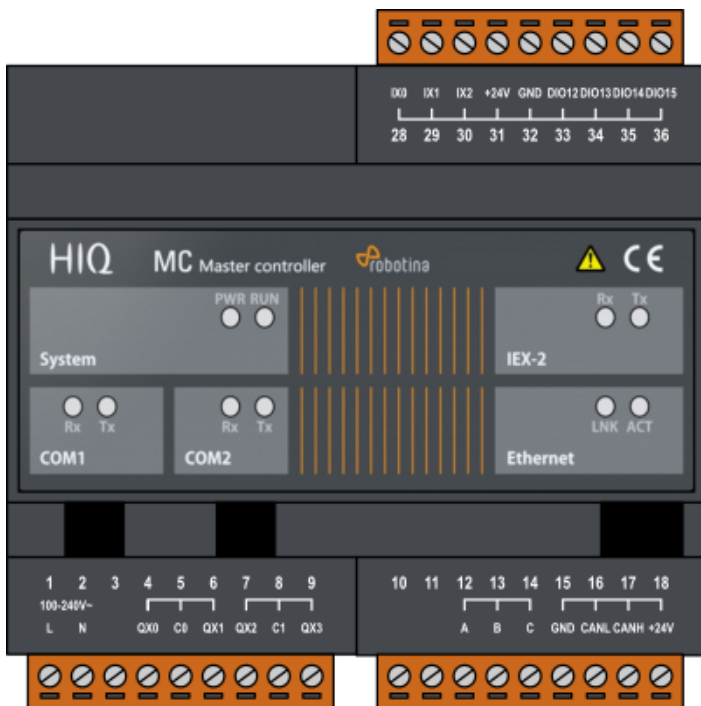 IX0 IX1 IX2 +24V GND DIO12 DIO13 DIO14 DIO15
28 29 30 31 32 33 34 35 36
HIQ MC Master controller robotina CE
PWR RUN
System
Rx Tx
IEX-2
Rx Tx
COM1
Rx Tx
COM2
LNK ACT
Ethernet
1 2 3 4 5 6 7 8 9
100-240V~
L N QX0 C0 QX1 QX2 C1 QX3
10 11 12 13 14 15 16 17 18
A B C GND CANL CANH +24V